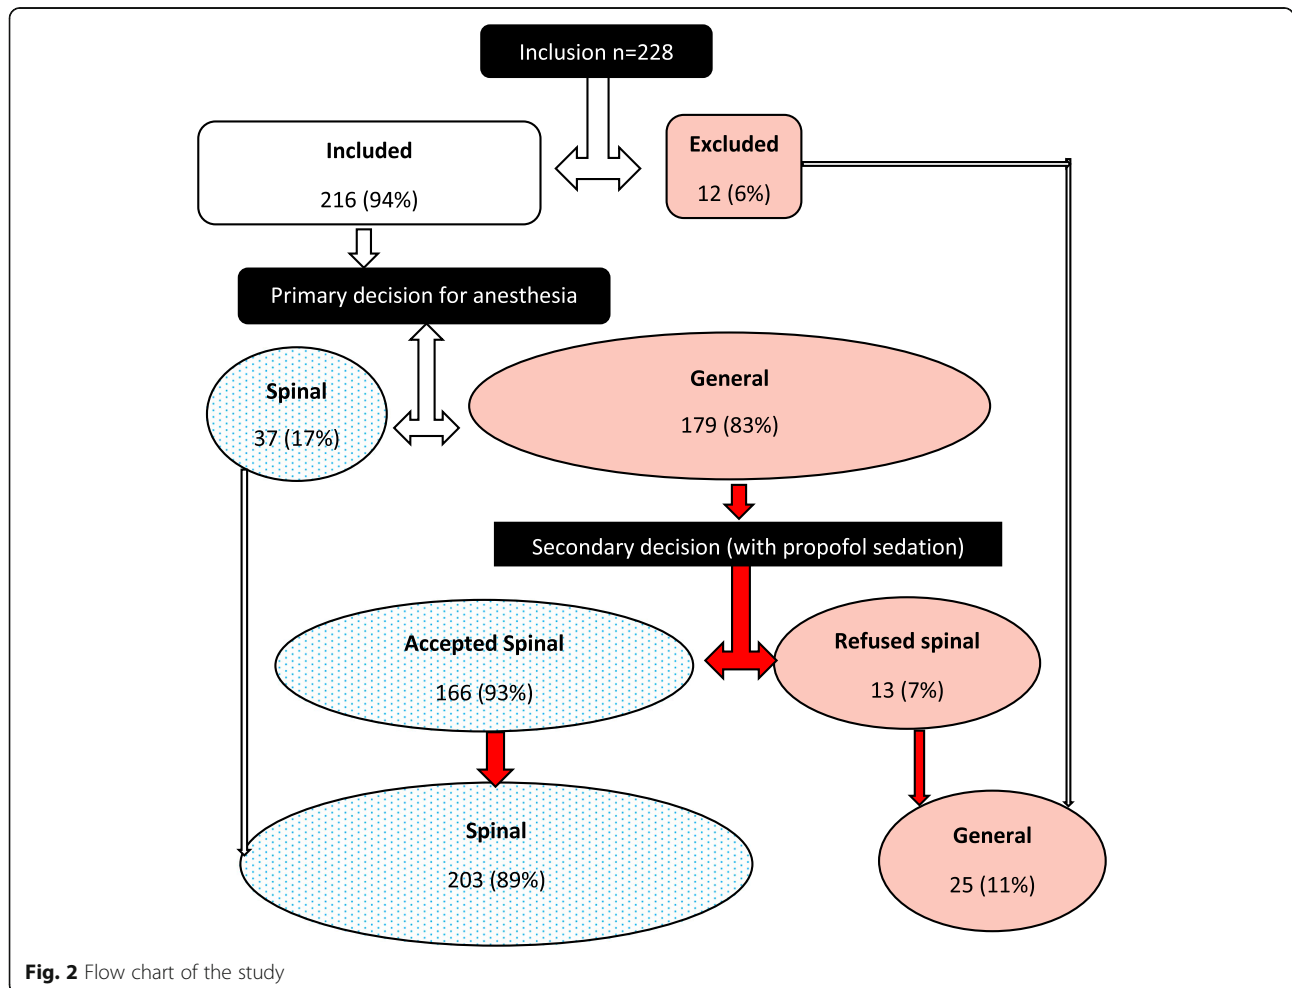 Inclusion n=228
Included
216 (94%)
Excluded
12 (6%)
Primary decision for anesthesia
Spinal
37 (17%)
General
179 (83%)
Secondary decision (with propofol sedation)
Accepted Spinal
166 (93%)
Refused spinal
13 (7%)
Spinal
203 (89%)
General
25 (11%)
Fig. 2 Flow chart of the study